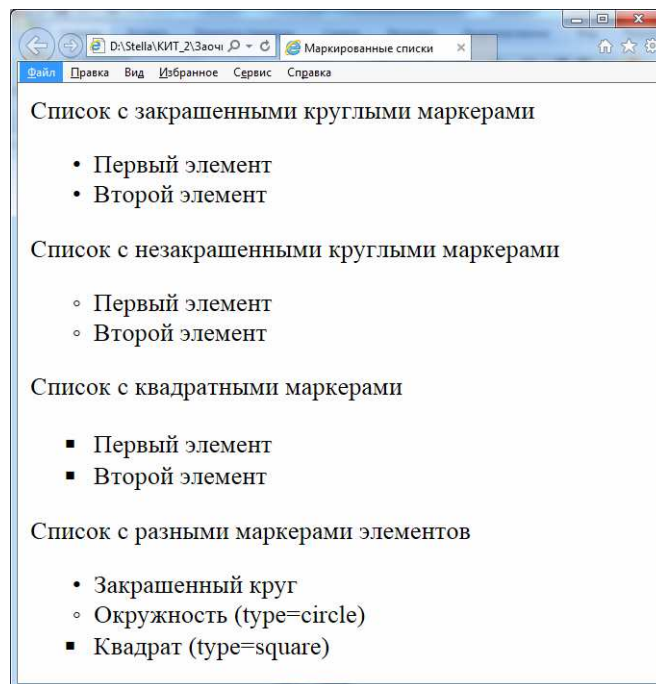 D:\Stella\КИТ_2\Заочн
Маркированные списки
Файл Правка Вид Избранное Сервис Справка
Список с закрашенными круглыми маркерами
• Первый элемент
• Второй элемент
Список с незакрашенными круглыми маркерами
◦ Первый элемент
◦ Второй элемент
Список с квадратными маркерами
▪ Первый элемент
▪ Второй элемент
Список с разными маркерами элементов
• Закрашенный круг
◦ Окружность (type=circle)
▪ Квадрат (type=square)